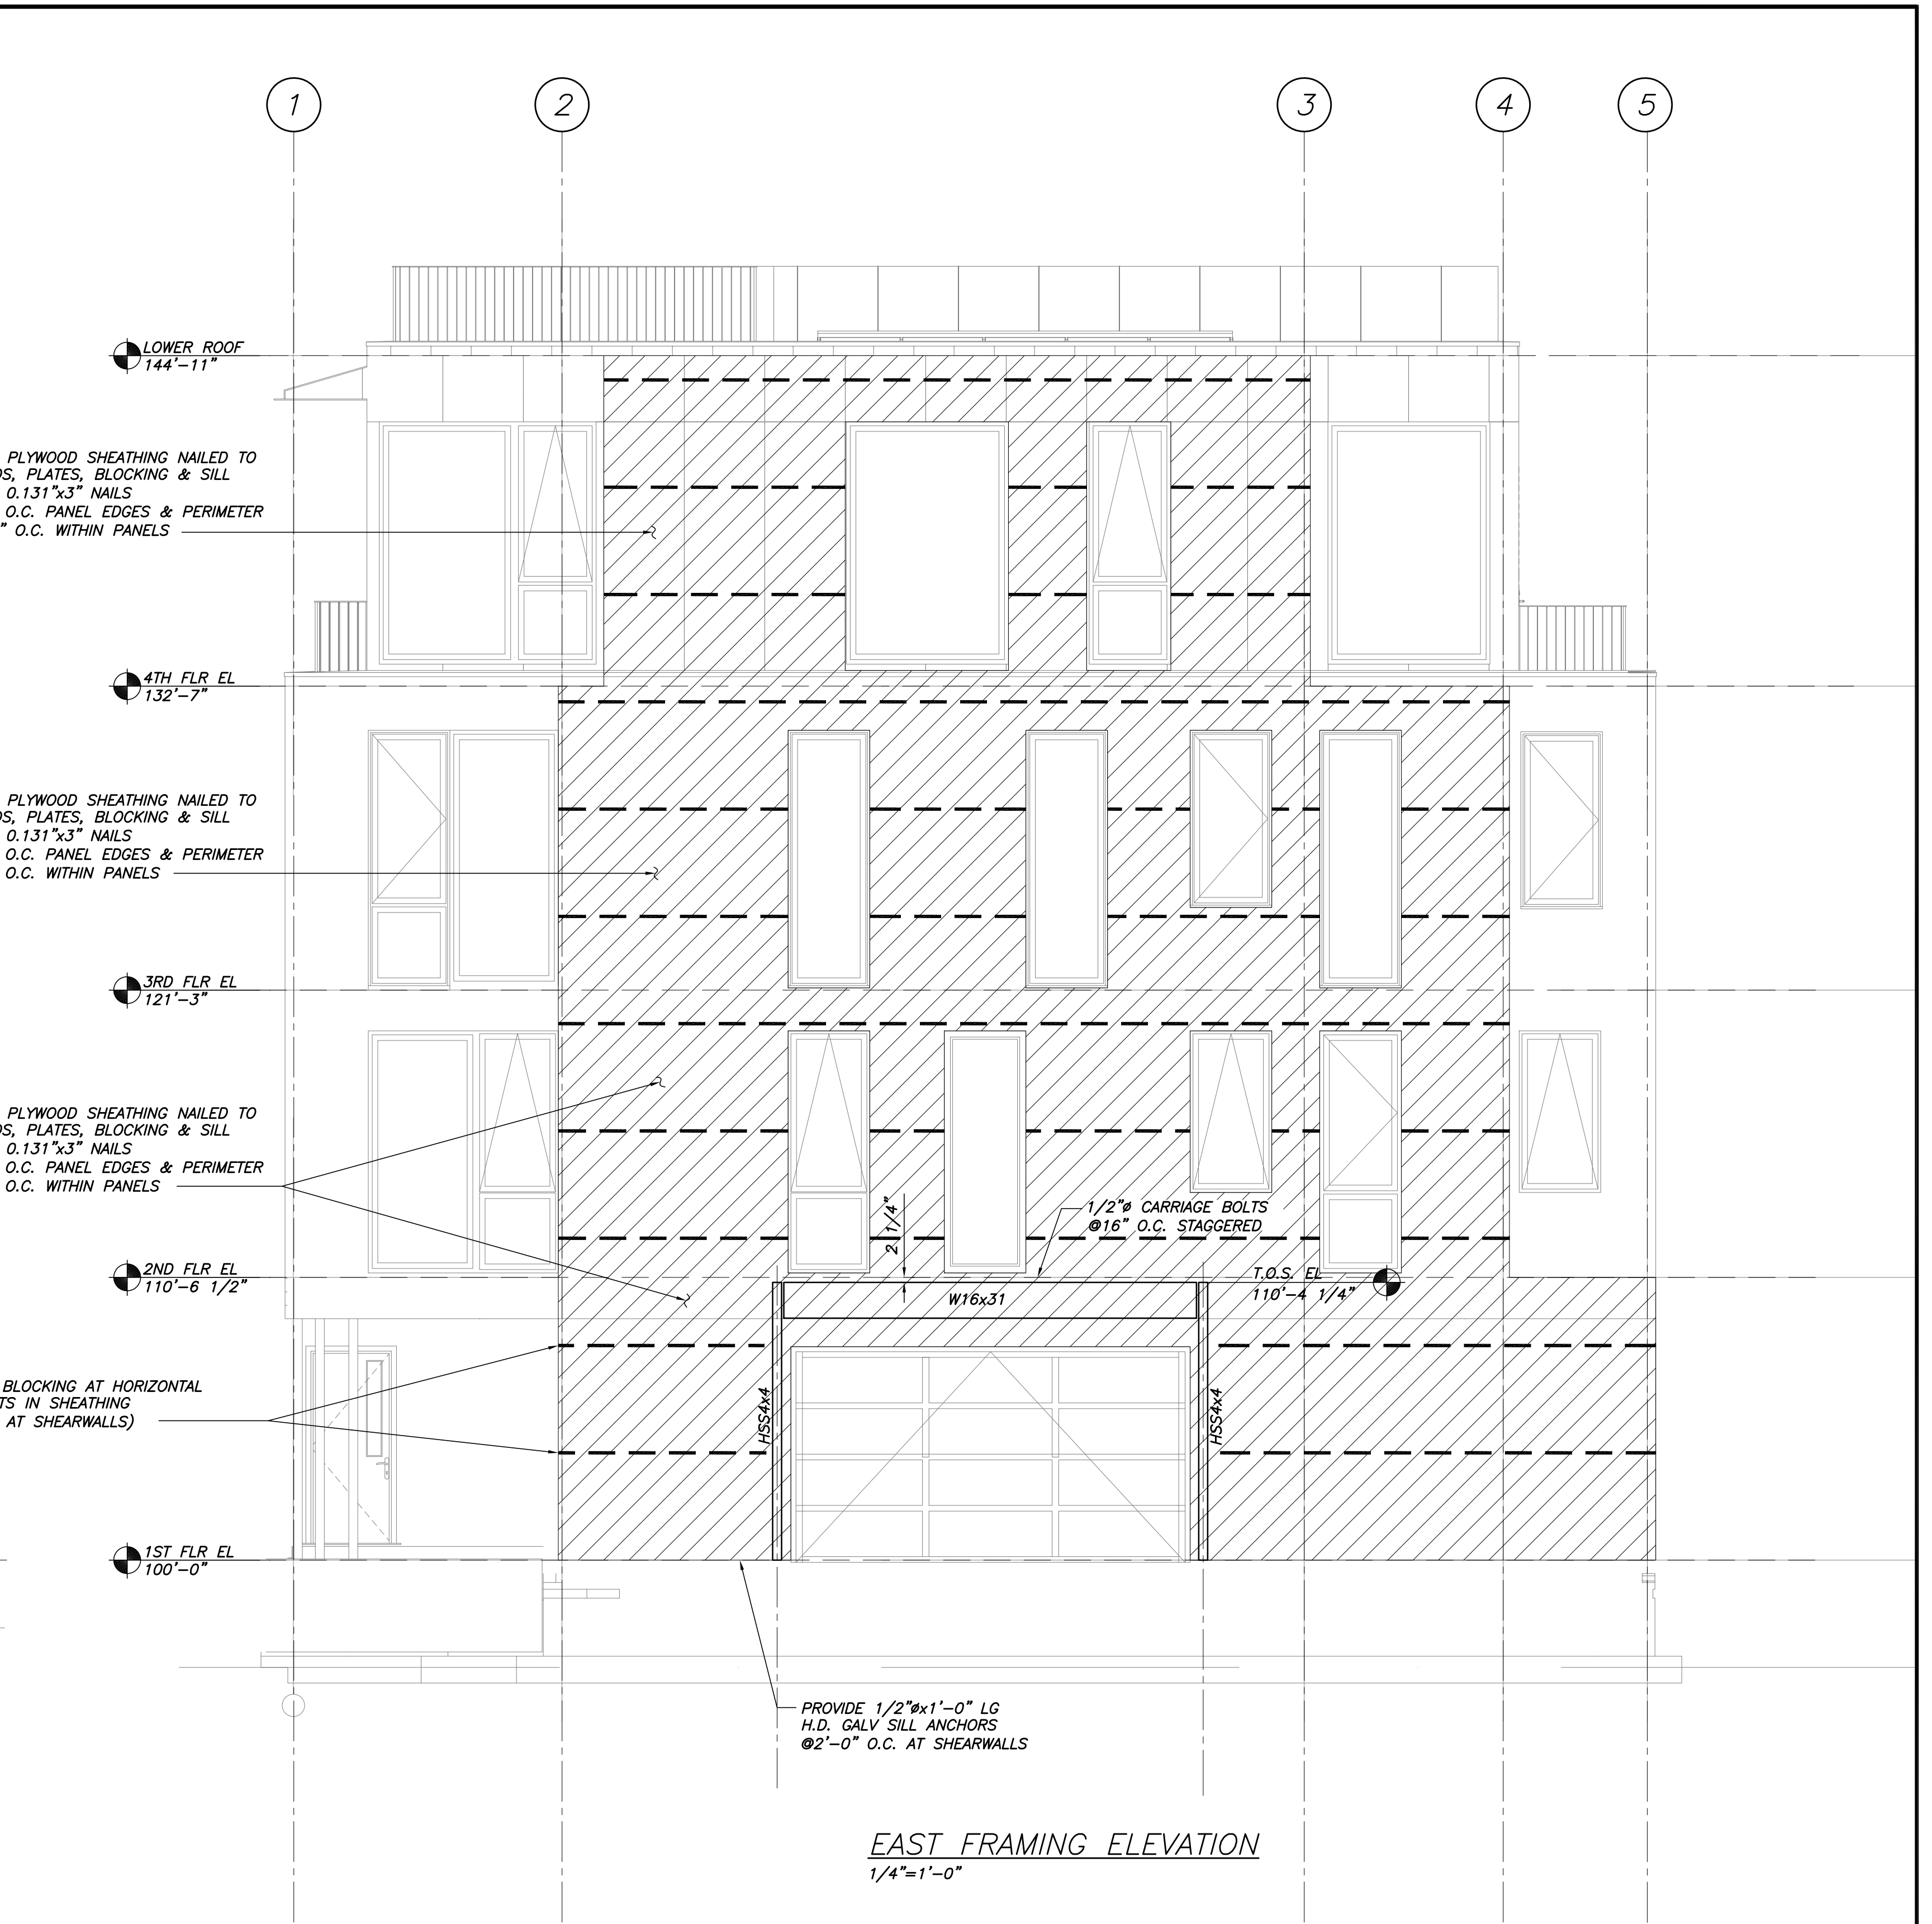 1 2 3 4 5
LOWER ROOF
144'-11"
PLYWOOD SHEATHING NAILED TO
PLATES, BLOCKING & SILL
0.131"x3" NAILS
O.C. PANEL EDGES & PERIMETER
O.C. WITHIN PANELS
4TH FLR EL
132'-7"
PLYWOOD SHEATHING NAILED TO
PLATES, BLOCKING & SILL
0.131"x3" NAILS
O.C. PANEL EDGES & PERIMETER
O.C. WITHIN PANELS
3RD FLR EL
121'-3"
PLYWOOD SHEATHING NAILED TO
PLATES, BLOCKING & SILL
0.131"x3" NAILS
O.C. PANEL EDGES & PERIMETER
O.C. WITHIN PANELS
2 1/4"
1/2"ø CARRIAGE BOLTS
@16" O.C. STAGGERED
2ND FLR EL
110'-6 1/2"
W16x31
T.O.S. EL
110'-4 1/4"
BLOCKING AT HORIZONTAL
IN SHEATHING
AT SHEARWALLS)
HSS4x4
HSS4x4
1ST FLR EL
100'-0"
PROVIDE 1/2"øx1'-0" LG
H.D. GALV SILL ANCHORS
@2'-0" O.C. AT SHEARWALLS
EAST FRAMING ELEVATION
1/4"=1'-0"